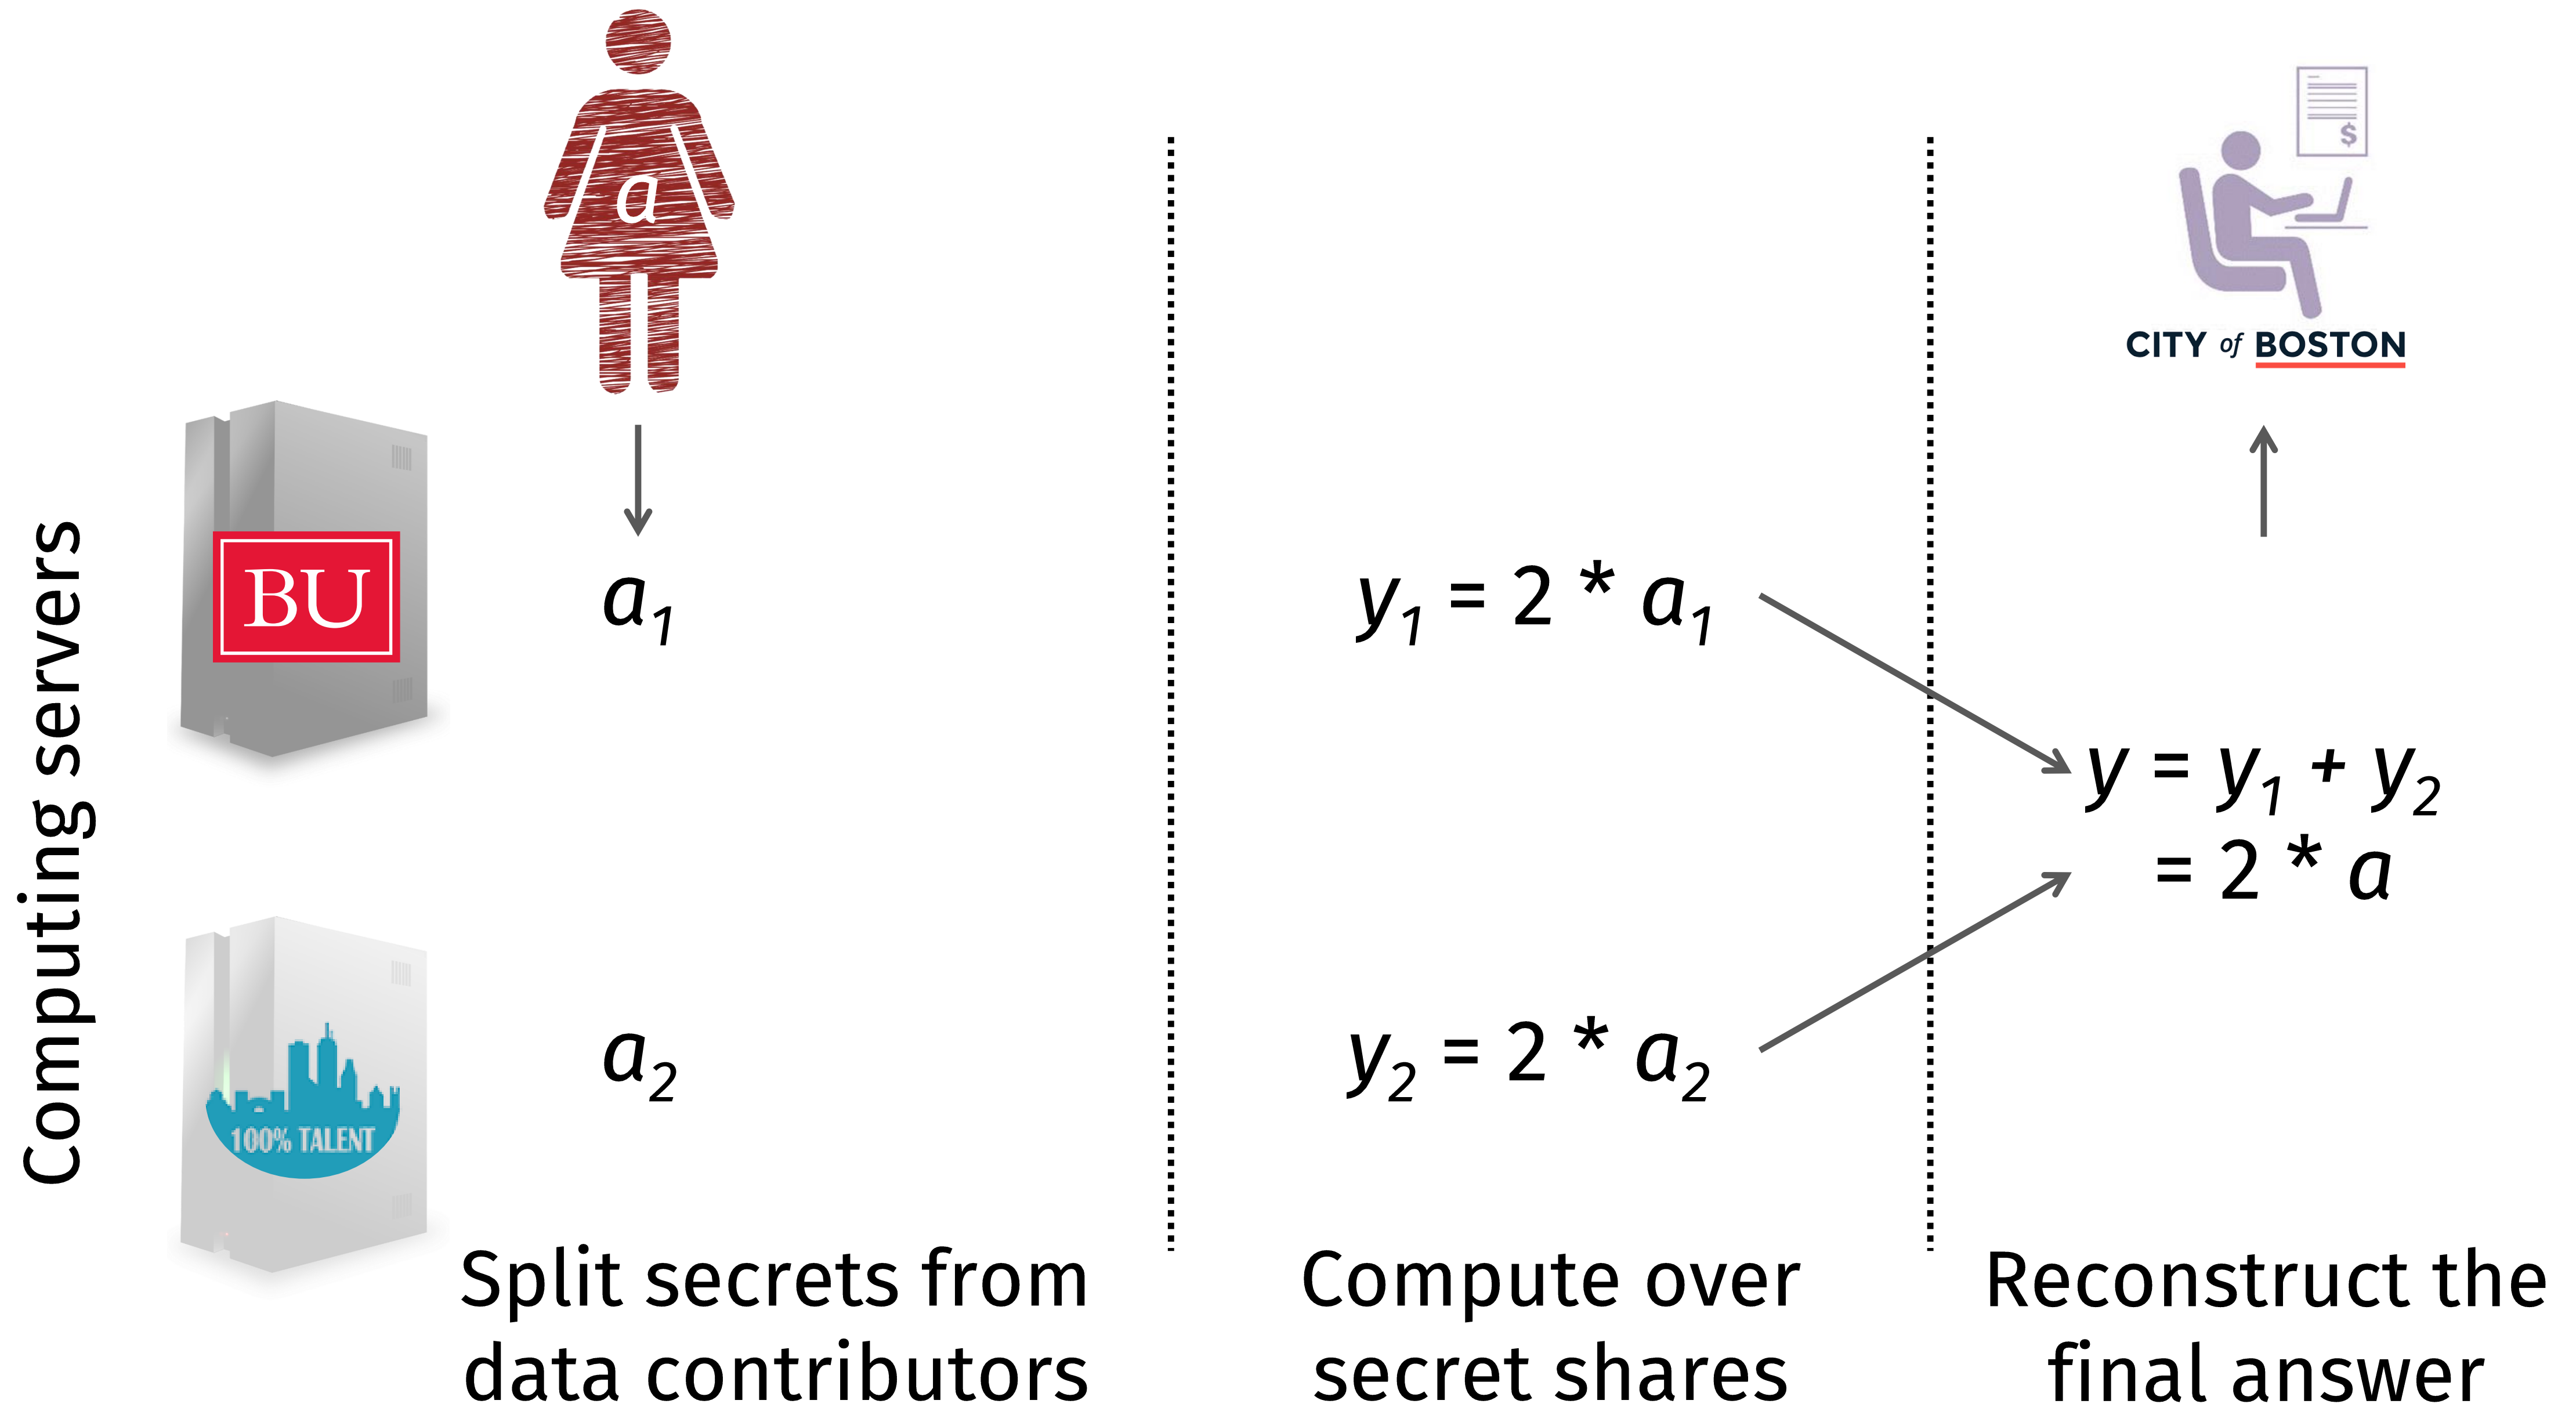 a
$
CITY of BOSTON
Computing servers
BU
a₁
y₁ = 2 * a₁
y = y₁ + y₂
= 2 * a
100% TALENT
a₂
y₂ = 2 * a₂
Split secrets from
data contributors
Compute over
secret shares
Reconstruct the
final answer